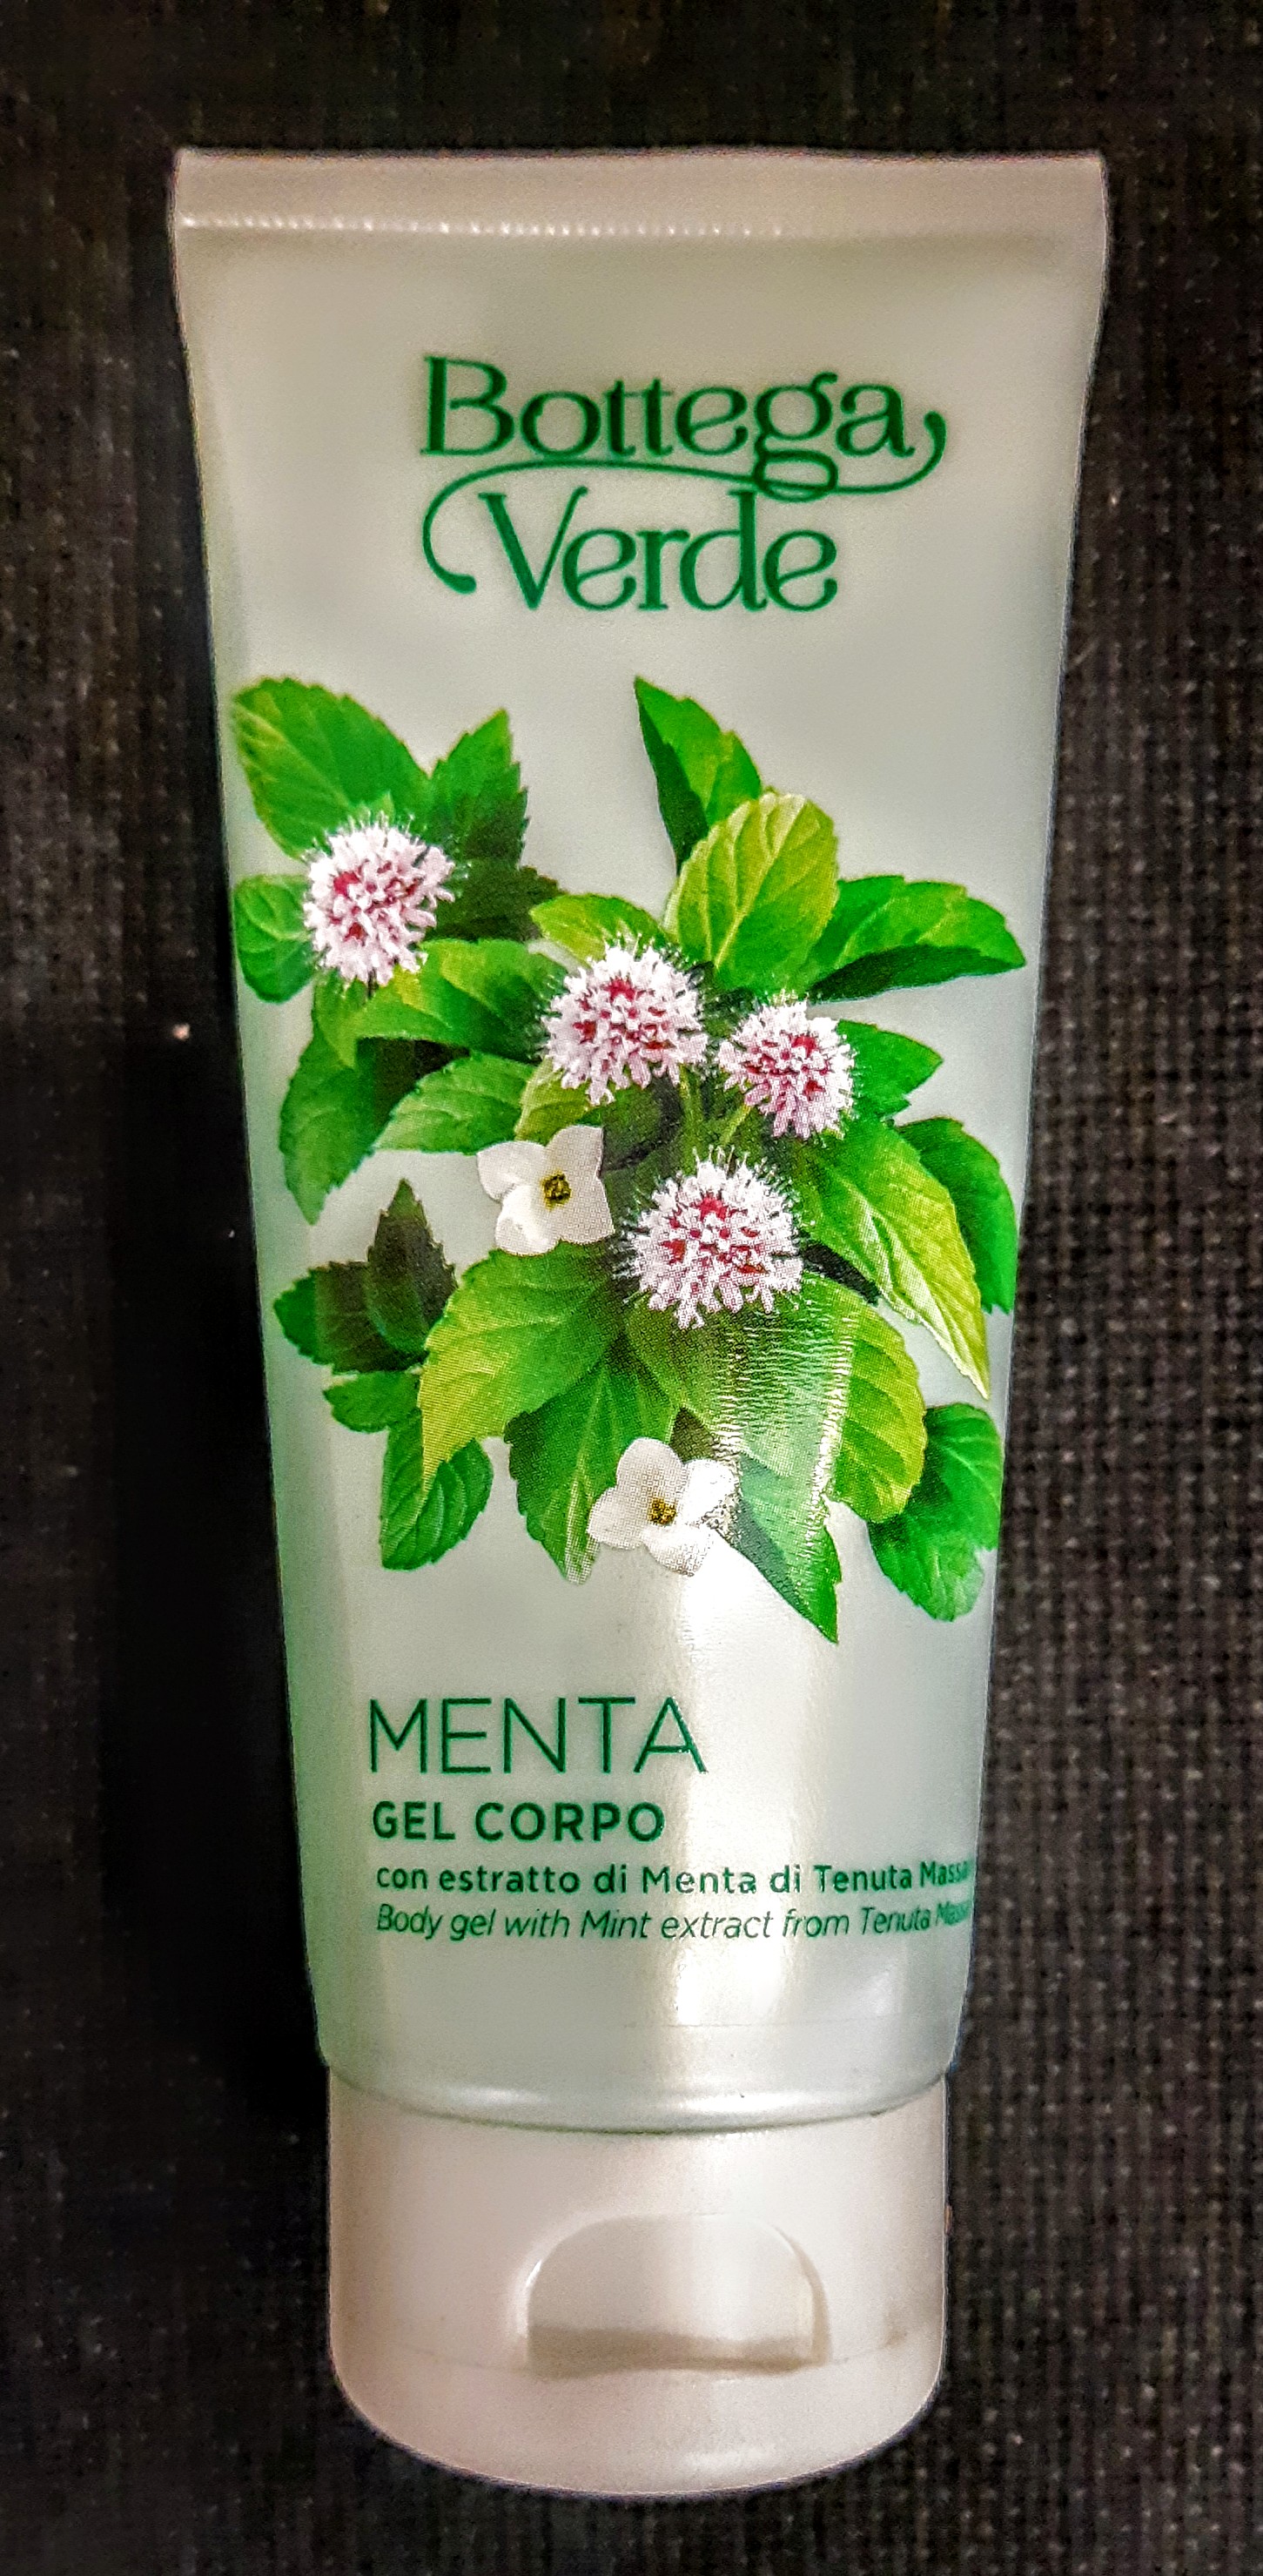 Bottega
Verde
MENTA
GEL CORPO
con estratto di Menta di Tenuta
Body gel with Mint extract from Tenuta